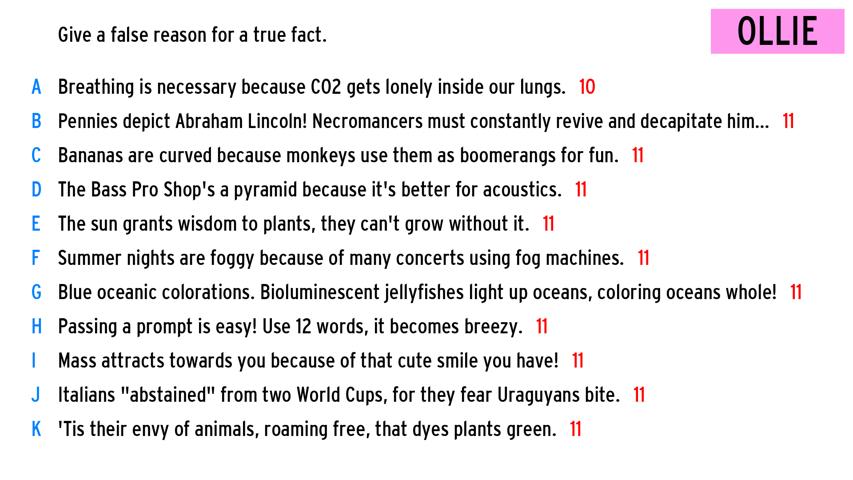 Give a false reason for a true fact.
OLLIE
A Breathing is necessary because CO2 gets lonely inside our lungs. 10
B Pennies depict Abraham Lincoln! Necromancers must constantly revive and decapitate him... 11
C Bananas are curved because monkeys use them as boomerangs for fun. 11
D The Bass Pro Shop's a pyramid because it's better for acoustics. 11
E The sun grants wisdom to plants, they can't grow without it. 11
F Summer nights are foggy because of many concerts using fog machines. 11
G Blue oceanic colorations. Bioluminescent jellyfishes light up oceans, coloring oceans whole! 11
H Passing a prompt is easy! Use 12 words, it becomes breezy. 11
I Mass attracts towards you because of that cute smile you have! 11
J Italians "abstained" from two World Cups, for they fear Uraguyans bite. 11
K 'Tis their envy of animals, roaming free, that dyes plants green. 11